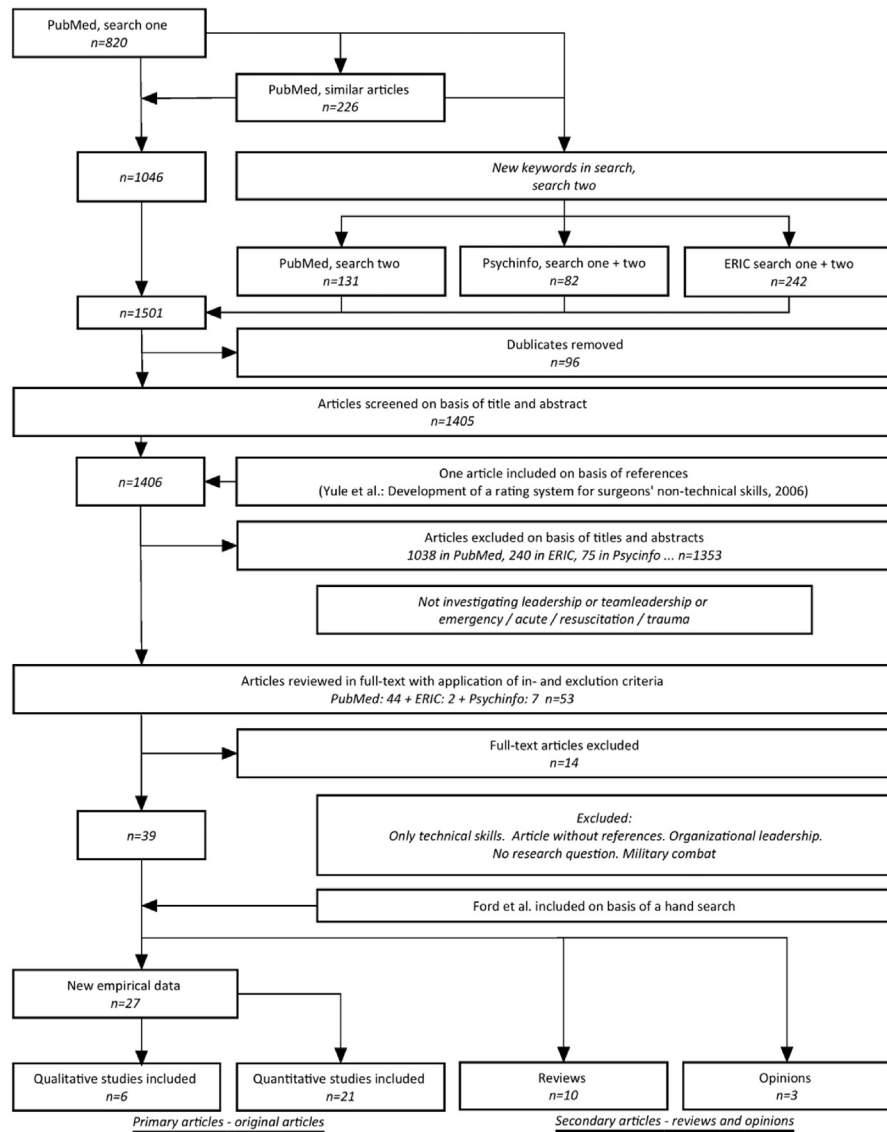 PubMed, search one
n=820
PubMed, similar articles
n=226
n=1046
New keywords in search,
search two
PubMed, search two
n=131
Psychinfo, search one + two
n=82
ERIC search one + two
n=242
n=1501
Dublicates removed
n=96
Articles screened on basis of title and abstract
n=1405
n=1406
One article included on basis of references
(Yule et al.: Development of a rating system for surgeons' non-technical skills, 2006)
Articles excluded on basis of titles and abstracts
1038 in PubMed, 240 in ERIC, 75 in Psycinfo ... n=1353
Not investigating leadership or teamleadership or
emergency / acute / resuscitation / trauma
Articles reviewed in full-text with application of in- and exclution criteria
PubMed: 44 + ERIC: 2 + Psychinfo: 7 n=53
Full-text articles excluded
n=14
n=39
Excluded:
Only technical skills. Article without references. Organizational leadership.
No research question. Military combat
Ford et al. included on basis of a hand search
New empirical data
n=27
Qualitative studies included
n=6
Quantitative studies included
n=21
Reviews
n=10
Opinions
n=3
Primary articles - original articles
Secondary articles - reviews and opinions